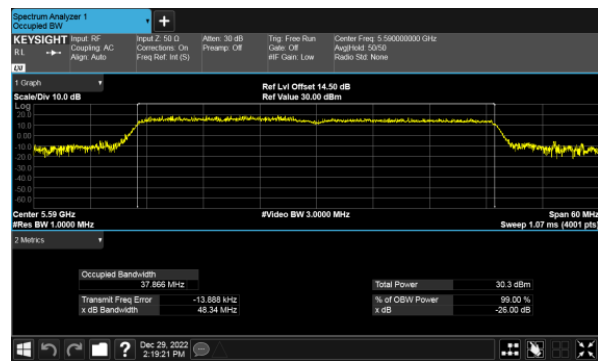 Spectrum Analyzer 1
Occupied BW
+
KEYSIGHT Input: RF Input Z: 50 Ω Atten: 30 dB Trig: Free Run Center Freq: 5.590000000 GHz
RL Coupling: AC Corrections: On Preamp: Off Gate: Off Avg|Hold: 50/50
Align: Auto Freq Ref: Int (S) #IF Gain: Low Radio Std: None
LXI
1 Graph
Ref Lvl Offset 14.50 dB
Scale/Div 10.0 dB Ref Value 30.00 dBm
Log
20.0
10.0
0.00
-10.0
-20.0
-30.0
-40.0
-50.0
-60.0
Center 5.59 GHz #Video BW 3.0000 MHz Span 60 MHz
#Res BW 1.0000 MHz Sweep 1.07 ms (4001 pts)
2 Metrics
Occupied Bandwidth
37.866 MHz Total Power 30.3 dBm
Transmit Freq Error -13.888 kHz % of OBW Power 99.00 %
x dB Bandwidth 48.34 MHz x dB -26.00 dB
? Dec 29, 2022
2:19:21 PM